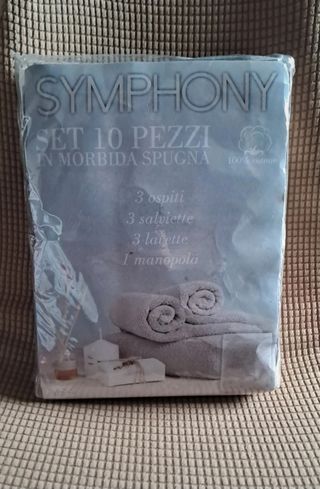 SYMPHONY
SET 10 PEZZI
IN MORBIDA SPUGNA
100% cotone
3 ospiti
3 salviette
3 lavette
1 manopola